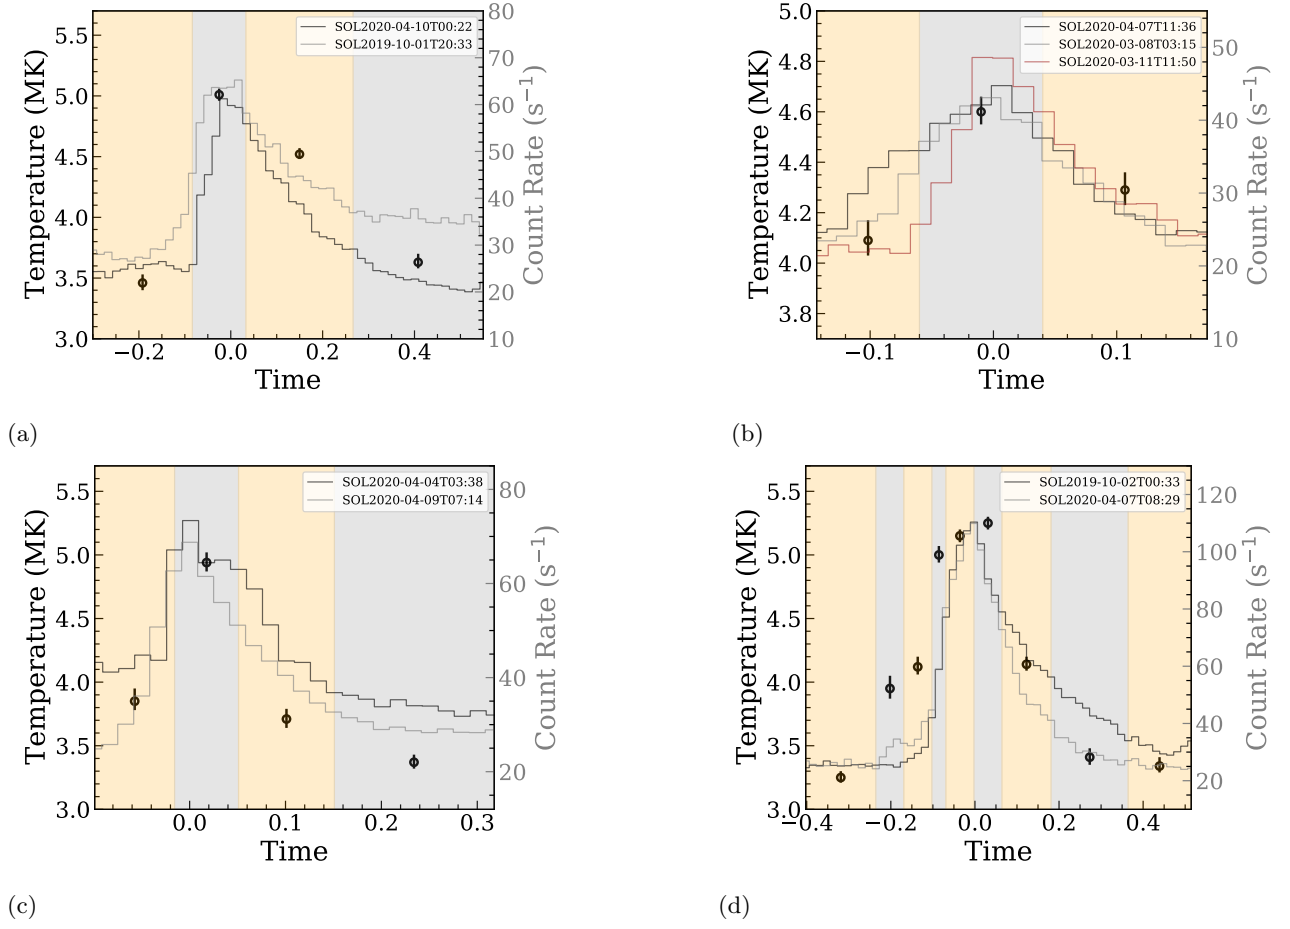 SOL2020-04-10T00:22
SOL2019-10-01T20:33
Temperature (MK)
5.5
5.0
4.5
4.0
3.5
3.0
80
70
60
50
40
30
20
10
Count Rate (s⁻¹)
−0.2 0.0 0.2 0.4
Time
(a)
SOL2020-04-07T11:36
SOL2020-03-08T03:15
SOL2020-03-11T11:50
Temperature (MK)
5.0
4.8
4.6
4.4
4.2
4.0
3.8
50
40
30
20
10
Count Rate (s⁻¹)
−0.1 0.0 0.1
Time
(b)
SOL2020-04-04T03:38
SOL2020-04-09T07:14
Temperature (MK)
5.5
5.0
4.5
4.0
3.5
3.0
80
60
40
20
Count Rate (s⁻¹)
0.0 0.1 0.2 0.3
Time
(c)
SOL2019-10-02T00:33
SOL2020-04-07T08:29
Temperature (MK)
5.5
5.0
4.5
4.0
3.5
3.0
120
100
80
60
40
20
Count Rate (s⁻¹)
−0.4 −0.2 0.0 0.2 0.4
Time
(d)